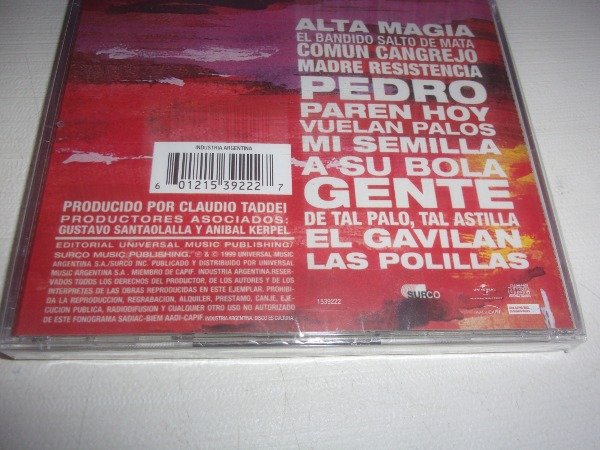 ALTA MAGIA
EL BANDIDO SALTO DE MATA
COMUN CANGREJO
MADRE RESISTENCIA
PEDRO
PAREN HOY
VUELAN PALOS
MI SEMILLA
A SU BOLA
GENTE
DE TAL PALO, TAL ASTILLA
EL GAVILAN
LAS POLILLAS
INDUSTRIA ARGENTINA
6 01215 39222 7
PRODUCIDO POR CLAUDIO TADDEI
PRODUCTORES ASOCIADOS:
GUSTAVO SANTAOLALLA Y ANIBAL KERPEL
EDITORIAL UNIVERSAL MUSIC PUBLISHING/
SURCO MUSIC PUBLISHING. ℗ & © 1999 UNIVERSAL MUSIC
ARGENTINA S.A./SURCO INC. PUBLICADO Y DISTRIBUIDO POR UNIVERSAL
MUSIC ARGENTINA S.A. MIEMBRO DE CAPIF. INDUSTRIA ARGENTINA.RESER-
VADOS TODOS LOS DERECHOS DEL PRODUCTOR, DE LOS AUTORES Y DE LOS
INTERPRETES DE LAS OBRAS REPRODUCIDAS EN ESTE EJEMPLAR. PROHIBI-
DA LA REPRODUCCION, REGRABACION, ALQUILER, PRESTAMO, CANJE, EJE-
CUCION PUBLICA, RADIODIFUSION Y CUALQUIER OTRO USO NO AUTORIZADO
DE ESTE FONOGRAMA SADIAC-BIEM AADI-CAPIF. INDUSTRIA ARGENTINA. DISCO ES CULTURA
1539222
SURCO